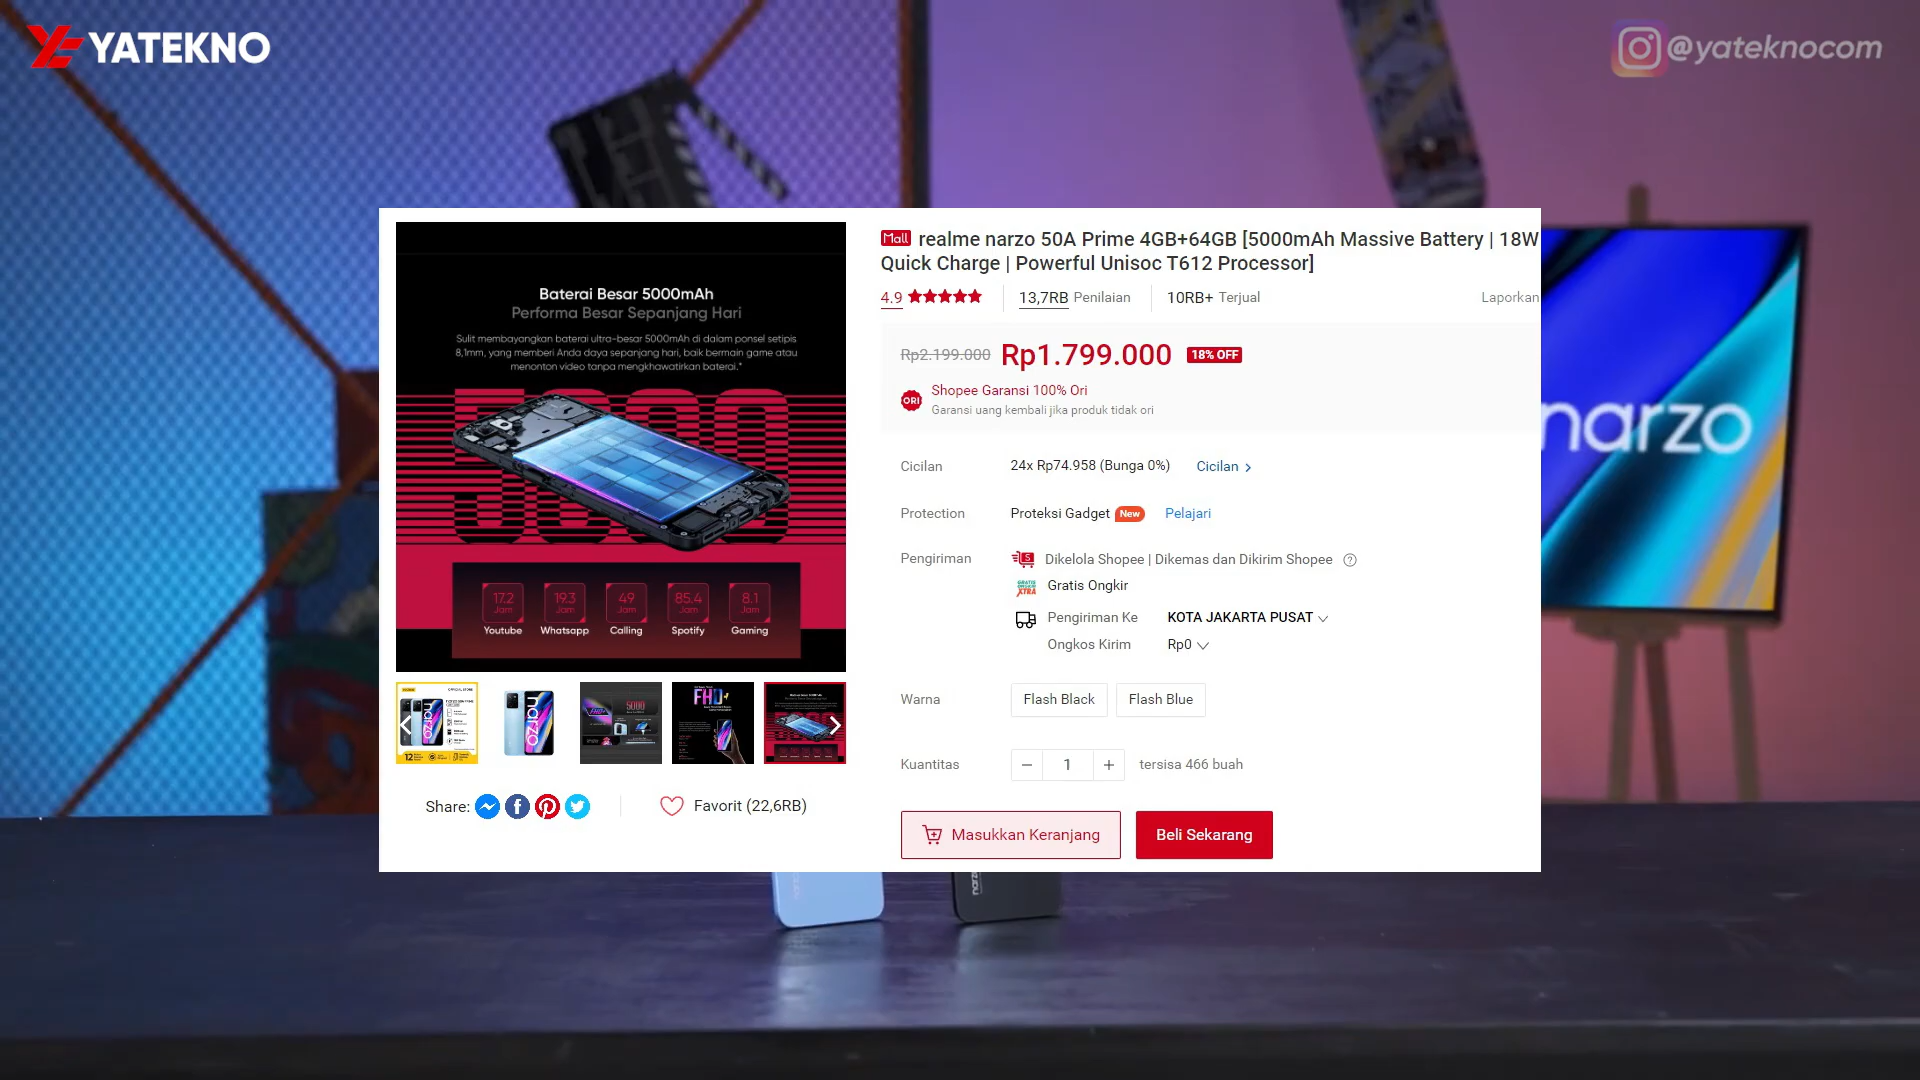 YATEKNO
@yateknocom
Mall realme narzo 50A Prime 4GB+64GB [5000mAh Massive Battery | 18W
Quick Charge | Powerful Unisoc T612 Processor]
4.9 13,7RB Penilaian 10RB+ Terjual Laporkan
Rp2.199.000 Rp1.799.000 18% OFF
ORI Shopee Garansi 100% Ori
Garansi uang kembali jika produk tidak ori
Cicilan 24x Rp74.958 (Bunga 0%) Cicilan
Protection Proteksi Gadget New Pelajari
Pengiriman Dikelola Shopee | Dikemas dan Dikirim Shopee
GRATIS ONGKIR XTRA Gratis Ongkir
Pengiriman Ke KOTA JAKARTA PUSAT
Ongkos Kirim Rp0
Warna Flash Black Flash Blue
Kuantitas 1 tersisa 466 buah
Masukkan Keranjang Beli Sekarang
Baterai Besar 5000mAh
Performa Besar Sepanjang Hari
Sulit membayangkan baterai ultra-besar 5000mAh di dalam ponsel setipis
8,1mm, yang memberi Anda daya sepanjang hari, baik bermain game atau
menonton video tanpa mengkhawatirkan baterai.*
5000
17.2 Jam 19.3 Jam 49 Jam 85.4 Jam 8.1 Jam
Youtube Whatsapp Calling Spotify Gaming
narzo
narzo
5000
FHD+
Share: Favorit (22,6RB)
narzo
narzo